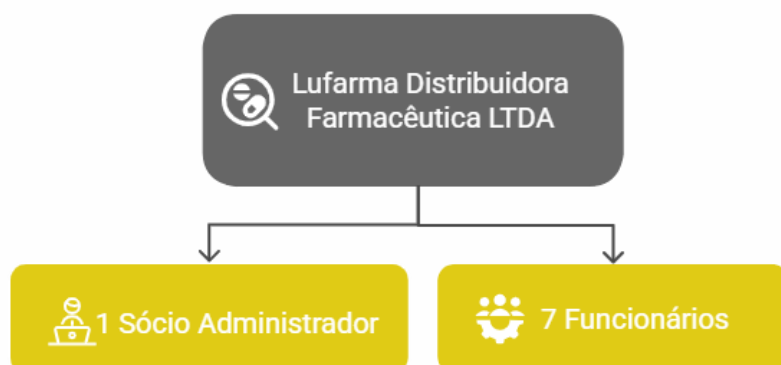 Lufarma Distribuidora
Farmacêutica LTDA
1 Sócio Administrador
7 Funcionários